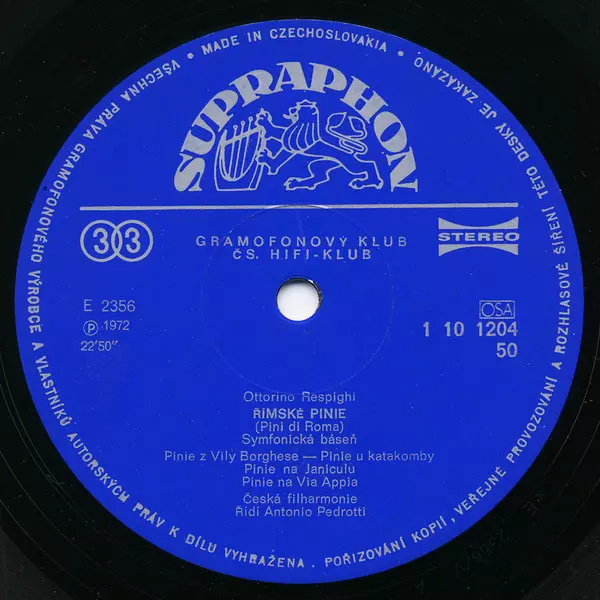 VŠECHNA PRÁVA GRAMOFONOVÉHO VÝROBCE A VLASTNÍKŮ AUTORSKÝCH PRÁV K DÍLU VYHRAŽENA . POŘIZOVÁNÍ KOPIÍ , VEŘEJNÉ PROVOZOVÁNÍ A ROZHLASOVÉ ŠÍŘENÍ TÉTO DESKY JE ZAKÁZÁNO
• MADE IN CZECHOSLOVAKIA •
SUPRAPHON
33
GRAMOFONOVÝ KLUB
ČS. HIFI-KLUB
STEREO
E 2356
Ⓟ 1972
22'50"
OSA
1 10 1204
50
Ottorino Respighi
ŘÍMSKÉ PINIE
(Pini di Roma)
Symfonická báseň
Pinie z Vily Borghese — Pinie u katakomby
Pinie na Janiculu
Pinie na Via Appia
Česká filharmonie
Řídí Antonio Pedrotti